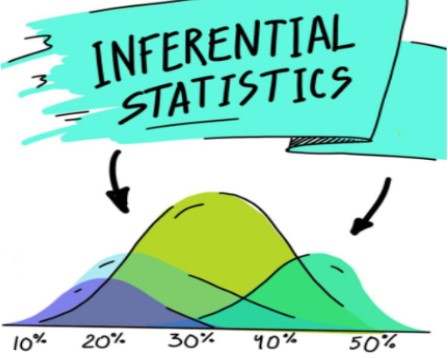 INFERENTIAL
STATISTICS
10% 20% 30% 40% 50%